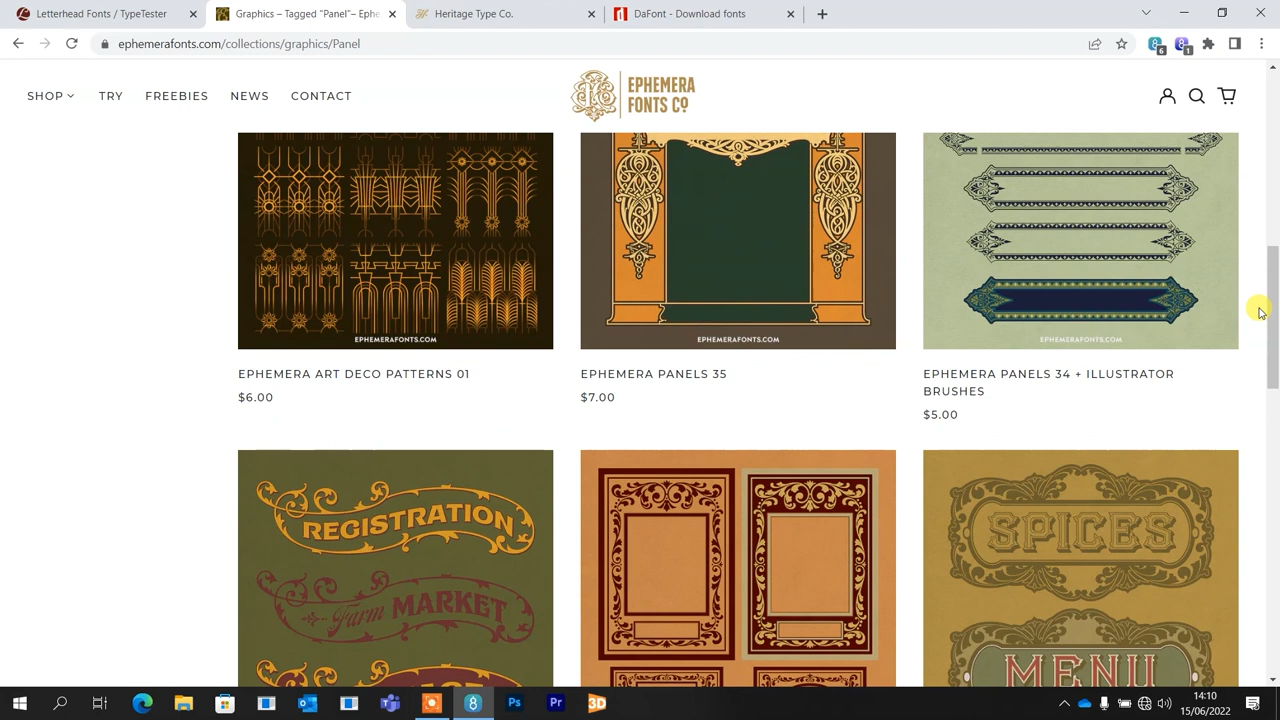 Letterhead Fonts / TypeTester
Graphics – Tagged "Panel"– Ephe
Heritage Type Co.
DaFont - Download fonts
ephemerafonts.com/collections/graphics/Panel
6
1
SHOP
TRY
FREEBIES
NEWS
CONTACT
EPHEMERA
FONTS Co
EPHEMERAFONTS.COM
EPHEMERAFONTS.COM
EPHEMERAFONTS.COM
EPHEMERA ART DECO PATTERNS 01
$6.00
EPHEMERA PANELS 35
$7.00
EPHEMERA PANELS 34 + ILLUSTRATOR
BRUSHES
$5.00
REGISTRATION
Farm MARKET
SPICES
MENU
14:10
15/06/2022